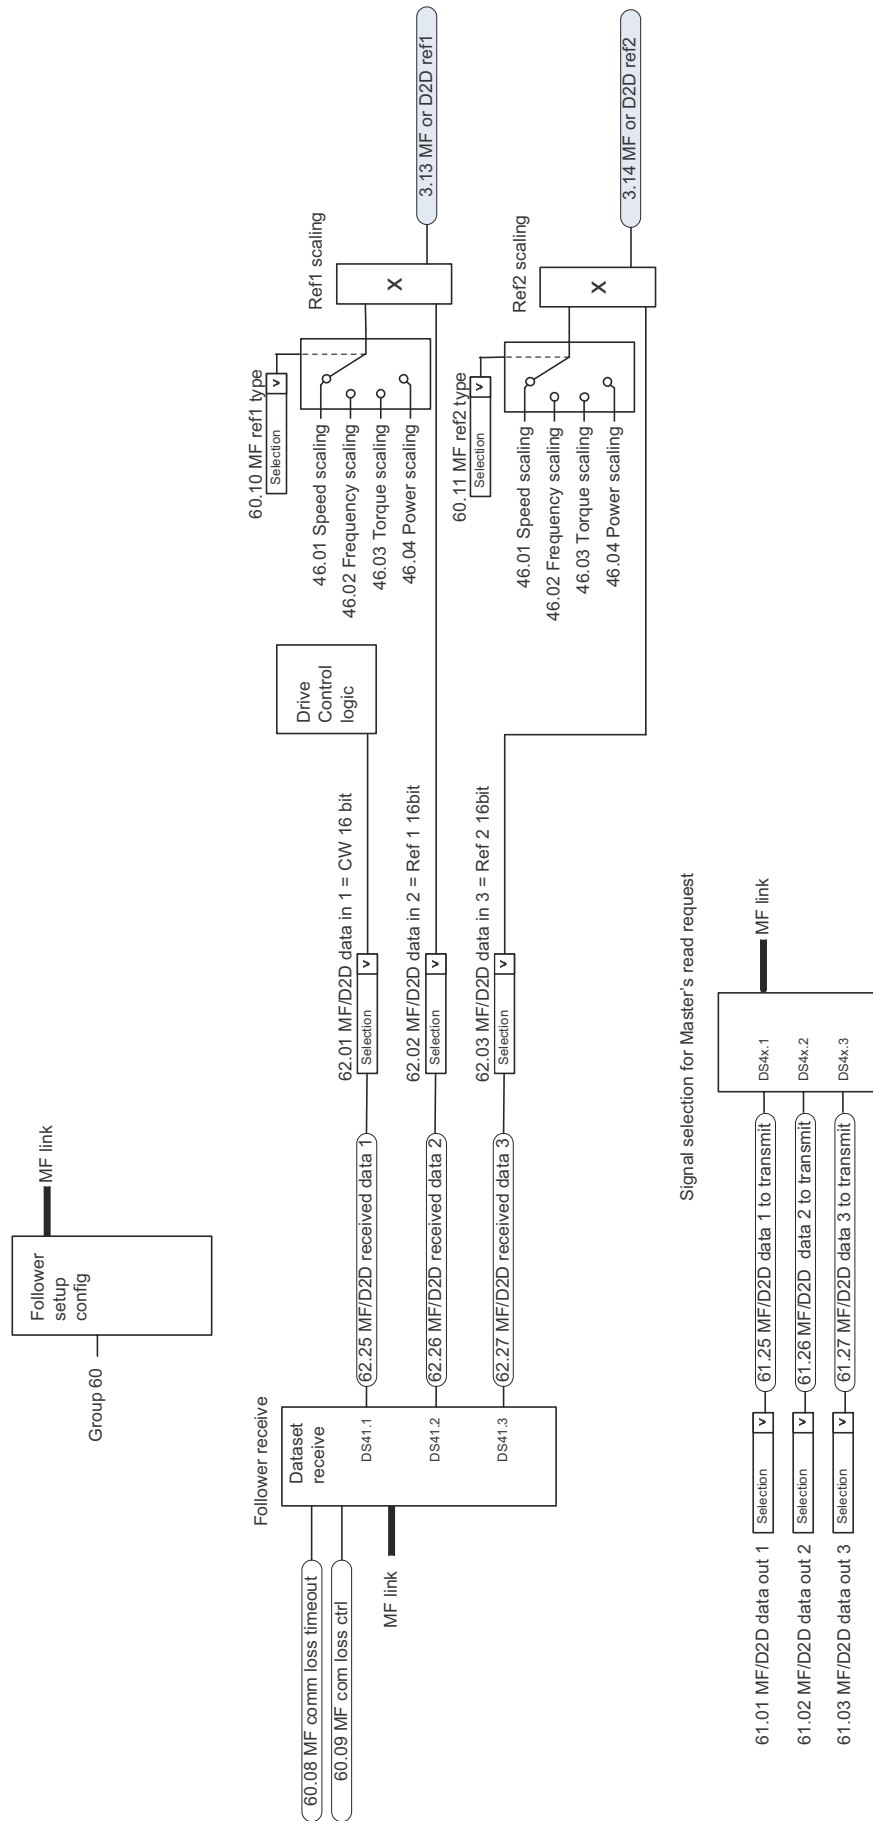 Group 60
Follower
setup
config
MF link
Follower receive
60.08 MF comm loss timeout
60.09 MF com loss ctrl
MF link
Dataset
receive
DS41.1
DS41.2
DS41.3
62.25 MF/D2D received data 1
62.26 MF/D2D received data 2
62.27 MF/D2D received data 3
62.01 MF/D2D data in 1 = CW 16 bit
Selection
v
62.02 MF/D2D data in 2 = Ref 1 16bit
Selection
v
62.03 MF/D2D data in 3 = Ref 2 16bit
Selection
v
Drive
Control
logic
60.10 MF ref1 type
Selection
v
46.01 Speed scaling
46.02 Frequency scaling
46.03 Torque scaling
46.04 Power scaling
Ref1 scaling
X
3.13 MF or D2D ref1
60.11 MF ref2 type
Selection
v
46.01 Speed scaling
46.02 Frequency scaling
46.03 Torque scaling
46.04 Power scaling
Ref2 scaling
X
3.14 MF or D2D ref2
Signal selection for Master's read request
61.01 MF/D2D data out 1
Selection
v
61.25 MF/D2D data 1 to transmit
DS4x.1
MF link
61.02 MF/D2D data out 2
Selection
v
61.26 MF/D2D data 2 to transmit
DS4x.2
61.03 MF/D2D data out 3
Selection
v
61.27 MF/D2D data 3 to transmit
DS4x.3